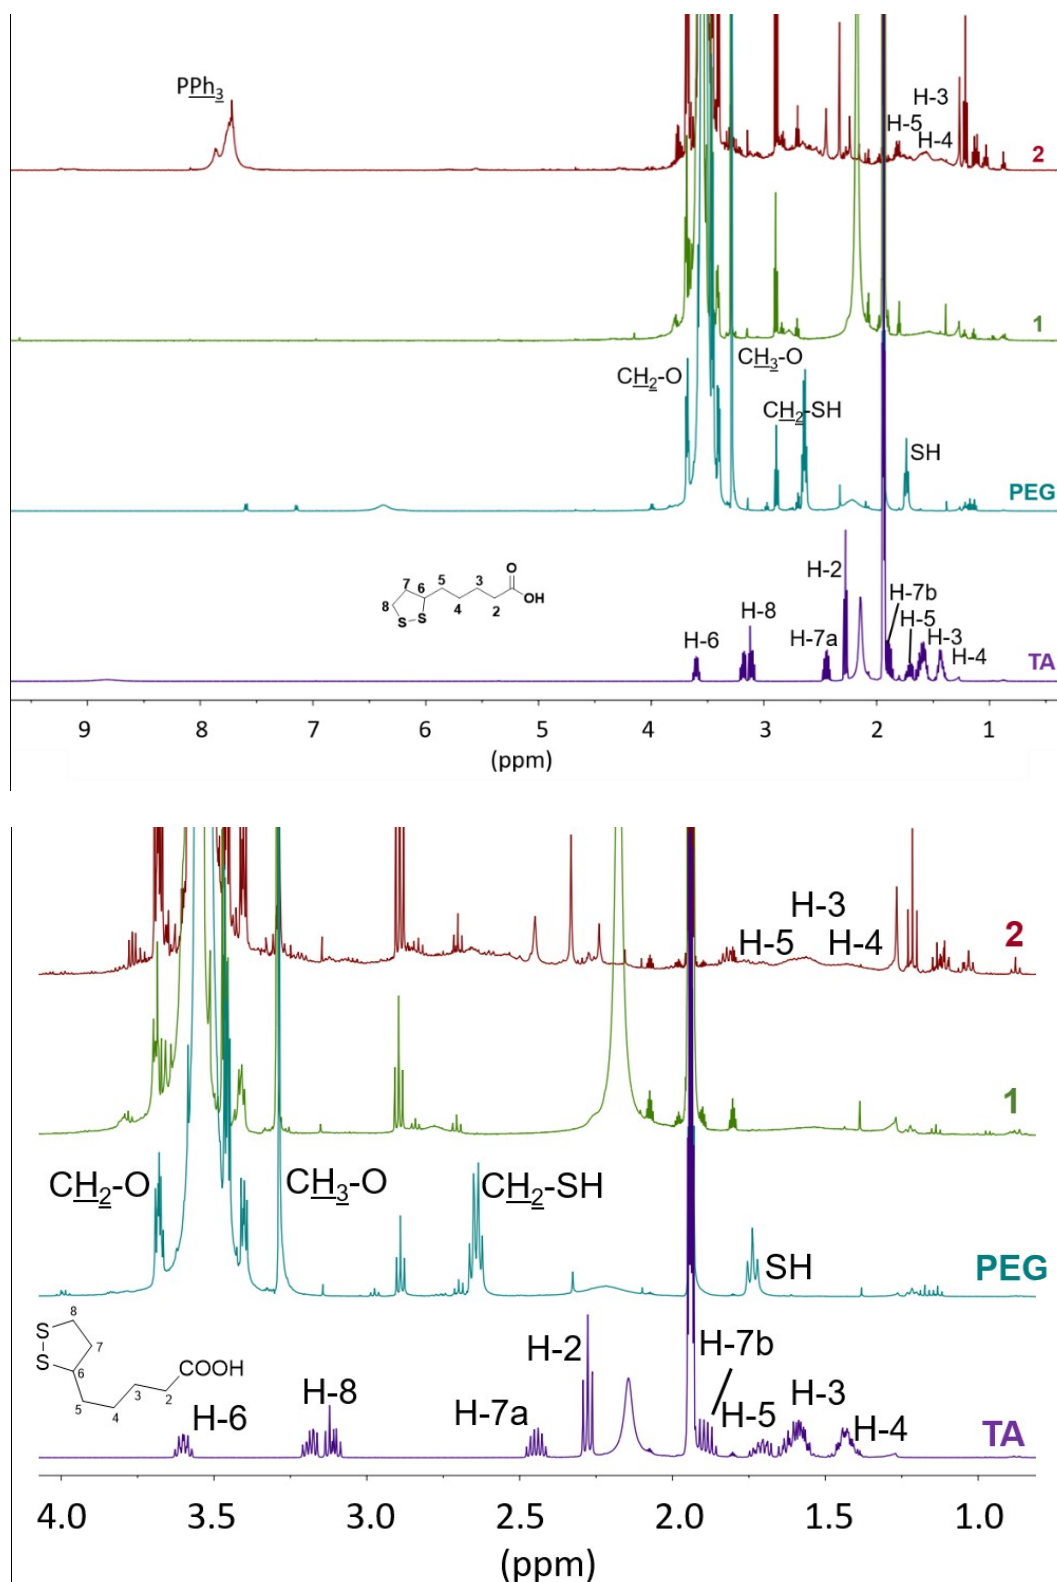 PPh3
H-3
H-5
H-4
2
1
CH2-O
CH3-O
CH2-SH
SH
PEG
H-2
H-7b
H-5
H-3
H-4
H-6
H-8
H-7a
TA
O
OH
S S
8 7 6 5 4 3 2
9 8 7 6 5 4 3 2 1
(ppm)
H-3
H-5 H-4
2
1
CH2-O
CH3-O
CH2-SH
SH
PEG
S
S
COOH
8
7
6
5
4
3
2
H-6
H-8
H-7a
H-2
H-7b
H-5
H-3
H-4
TA
4.0 3.5 3.0 2.5 2.0 1.5 1.0
(ppm)